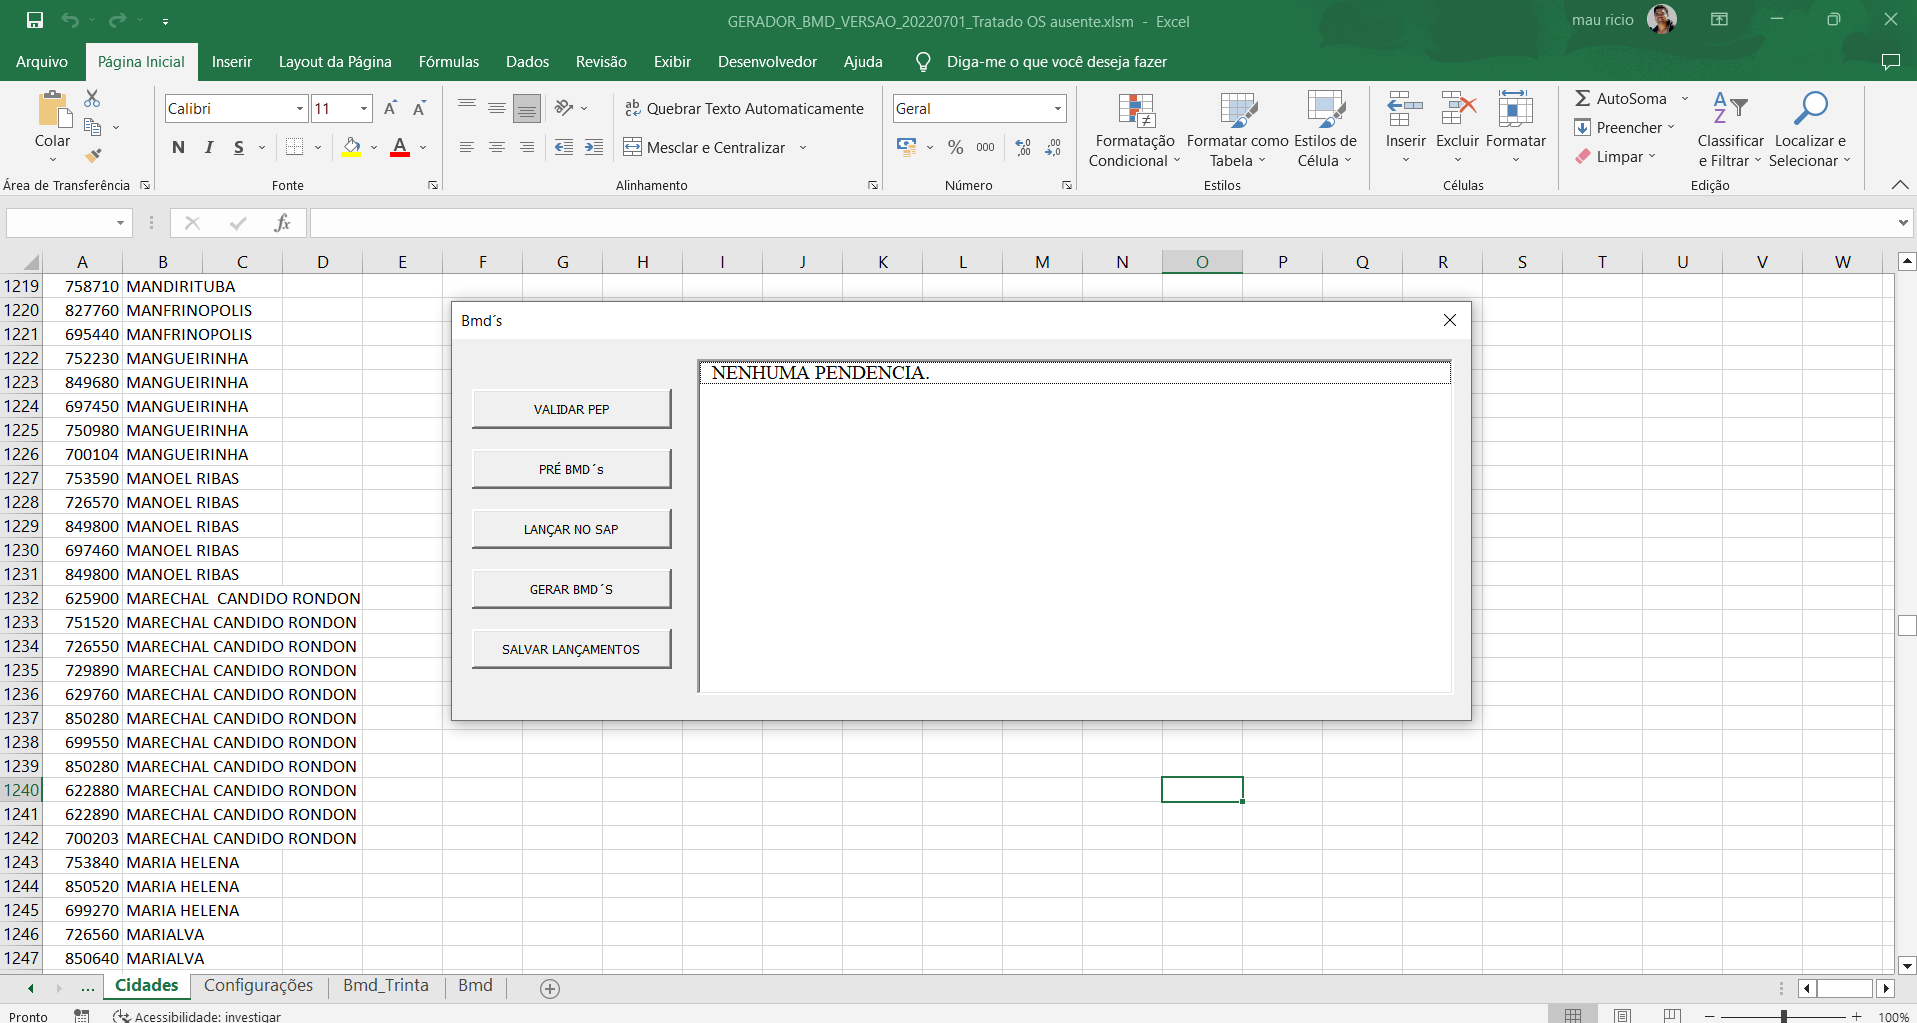 GERADOR_BMD_VERSAO_20220701_Tratado OS ausente.xlsm - Excel
mau ricio
Arquivo
Página Inicial
Inserir
Layout da Página
Fórmulas
Dados
Revisão
Exibir
Desenvolvedor
Ajuda
Diga-me o que você deseja fazer
Colar
Área de Transferência
Calibri
11
N I S
Fonte
Quebrar Texto Automaticamente
Mesclar e Centralizar
Alinhamento
Geral
% 000
Número
Formatação Condicional
Formatar como Tabela
Estilos de Célula
Estilos
Inserir
Excluir
Formatar
Células
AutoSoma
Preencher
Limpar
Classificar e Filtrar
Localizar e Selecionar
Edição
fx
A B C D E F G H I J K L M N O P Q R S T U V W
1219 758710 MANDIRITUBA
1220 827760 MANFRINOPOLIS
1221 695440 MANFRINOPOLIS
1222 752230 MANGUEIRINHA
1223 849680 MANGUEIRINHA
1224 697450 MANGUEIRINHA
1225 750980 MANGUEIRINHA
1226 700104 MANGUEIRINHA
1227 753590 MANOEL RIBAS
1228 726570 MANOEL RIBAS
1229 849800 MANOEL RIBAS
1230 697460 MANOEL RIBAS
1231 849800 MANOEL RIBAS
1232 625900 MARECHAL  CANDIDO RONDON
1233 751520 MARECHAL CANDIDO RONDON
1234 726550 MARECHAL CANDIDO RONDON
1235 729890 MARECHAL CANDIDO RONDON
1236 629760 MARECHAL CANDIDO RONDON
1237 850280 MARECHAL CANDIDO RONDON
1238 699550 MARECHAL CANDIDO RONDON
1239 850280 MARECHAL CANDIDO RONDON
1240 622880 MARECHAL CANDIDO RONDON
1241 622890 MARECHAL CANDIDO RONDON
1242 700203 MARECHAL CANDIDO RONDON
1243 753840 MARIA HELENA
1244 850520 MARIA HELENA
1245 699270 MARIA HELENA
1246 726560 MARIALVA
1247 850640 MARIALVA
Bmd´s
VALIDAR PEP
PRÉ BMD´s
LANÇAR NO SAP
GERAR BMD´S
SALVAR LANÇAMENTOS
NENHUMA PENDENCIA.
... Cidades
Configurações
Bmd_Trinta
Bmd
Pronto
Acessibilidade: investigar
100%